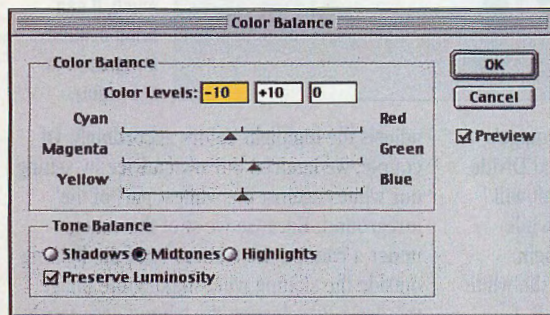 Color Balance
Color Balance
Color Levels: -10 +10 0
Cyan Red
Magenta Green
Yellow Blue
Tone Balance
Shadows Midtones Highlights
Preserve Luminosity
OK
Cancel
Preview